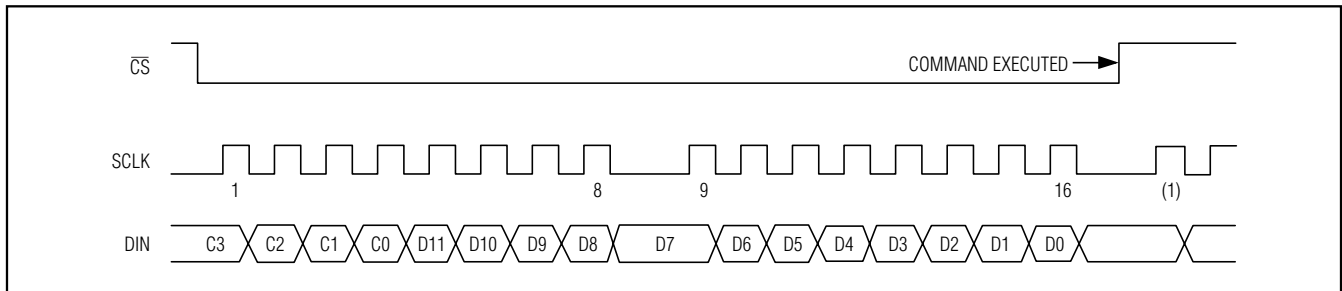 C̅S̅ COMMAND EXECUTED
SCLK
1 8 9 16 (1)
DIN C3 C2 C1 C0 D11 D10 D9 D8 D7 D6 D5 D4 D3 D2 D1 D0